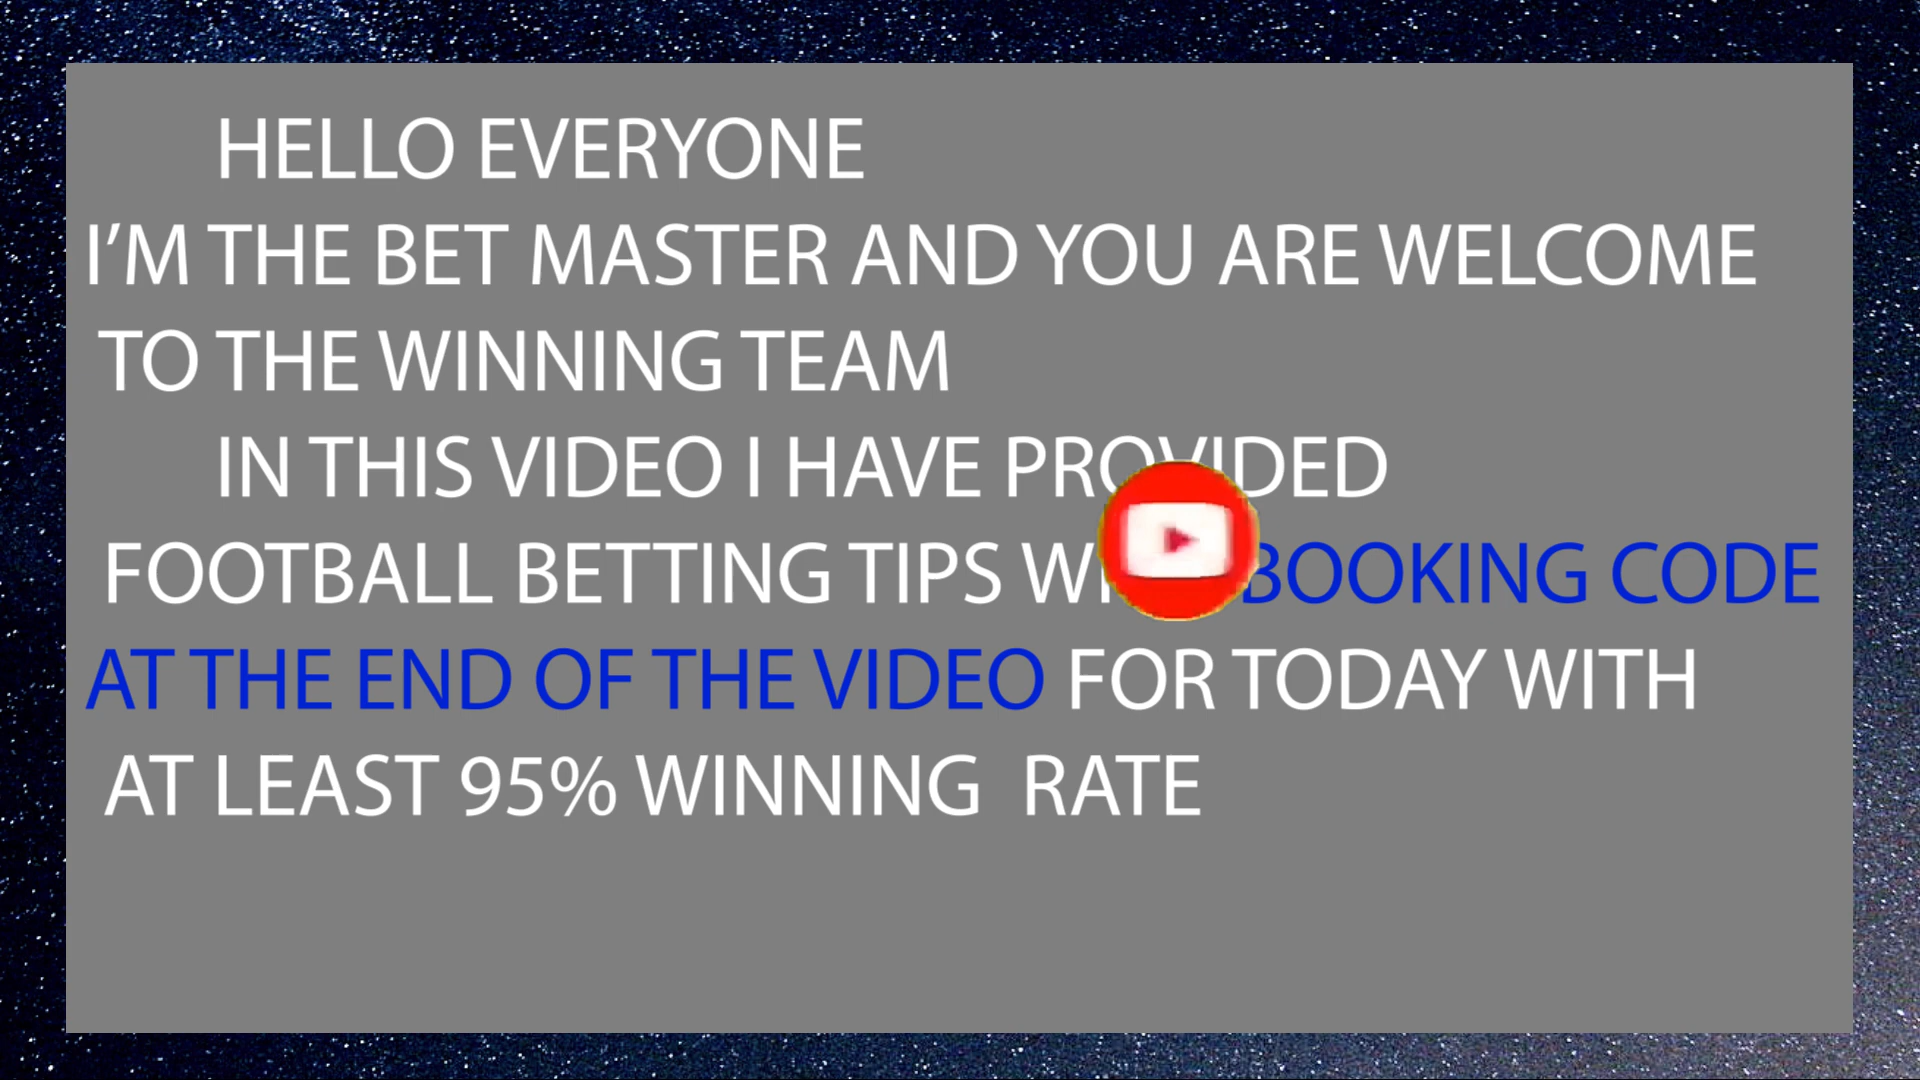 HELLO EVERYONE
I’M THE BET MASTER AND YOU ARE WELCOME
TO THE WINNING TEAM
IN THIS VIDEO I HAVE PROVIDED
FOOTBALL BETTING TIPS BOOKING CODE
AT THE END OF THE VIDEO FOR TODAY WITH
AT LEAST 95% WINNING RATE